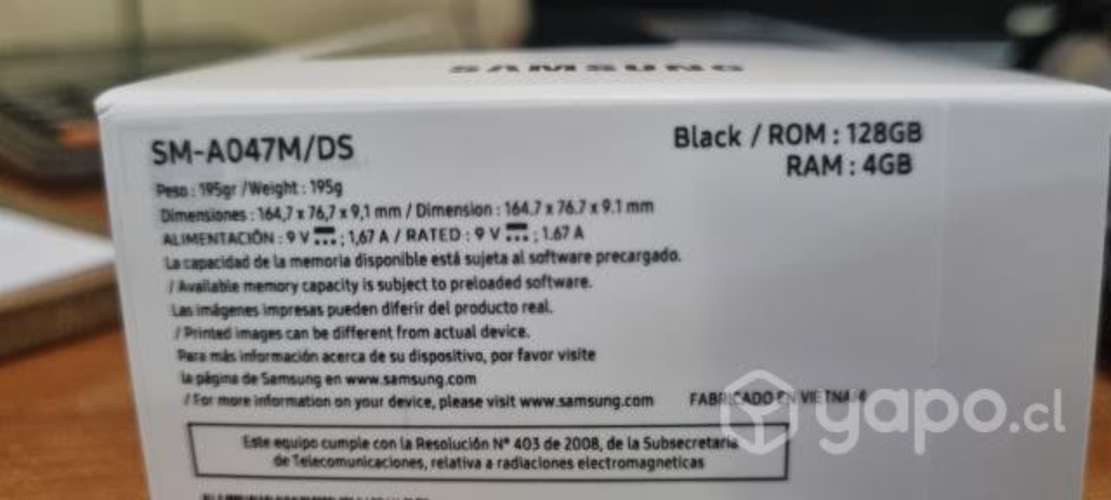 SAMSUNG
SM-A047M/DS
Black / ROM : 128GB
RAM : 4GB
Peso : 195gr /Weight : 195g
Dimensiones : 164,7 x 76,7 x 9,1 mm / Dimension : 164.7 x 76.7 x 9.1 mm
ALIMENTACIÓN : 9 V ⎓ ; 1,67 A / RATED : 9 V ⎓ ; 1.67 A
La capacidad de la memoria disponible está sujeta al software precargado.
/ Available memory capacity is subject to preloaded software.
Las imágenes impresas pueden diferir del producto real.
/ Printed images can be different from actual device.
Para más información acerca de su dispositivo, por favor visite
la página de Samsung en www.samsung.com
/ For more information on your device, please visit www.samsung.com
FABRICADO EN VIETNAM
yapo.cl
Este equipo cumple con la Resolución N° 403 de 2008, de la Subsecretaria
de Telecomunicaciones, relativa a radiaciones electromagneticas